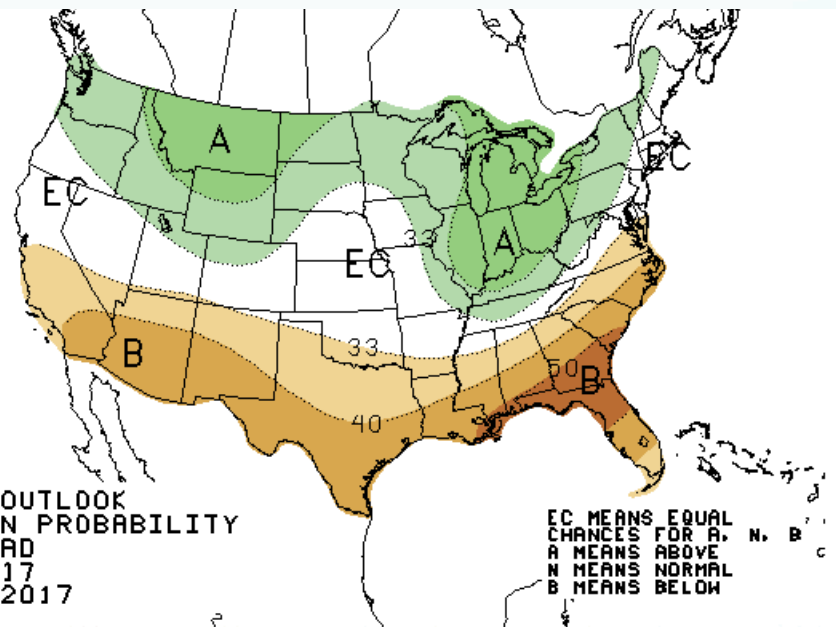 A
EC
EC
33
A
EC
33
B
50
B
40
OUTLOOK
N PROBABILITY
AD
17
2017
EC MEANS EQUAL
CHANCES FOR A. N. B
A MEANS ABOVE
N MEANS NORMAL
B MEANS BELOW